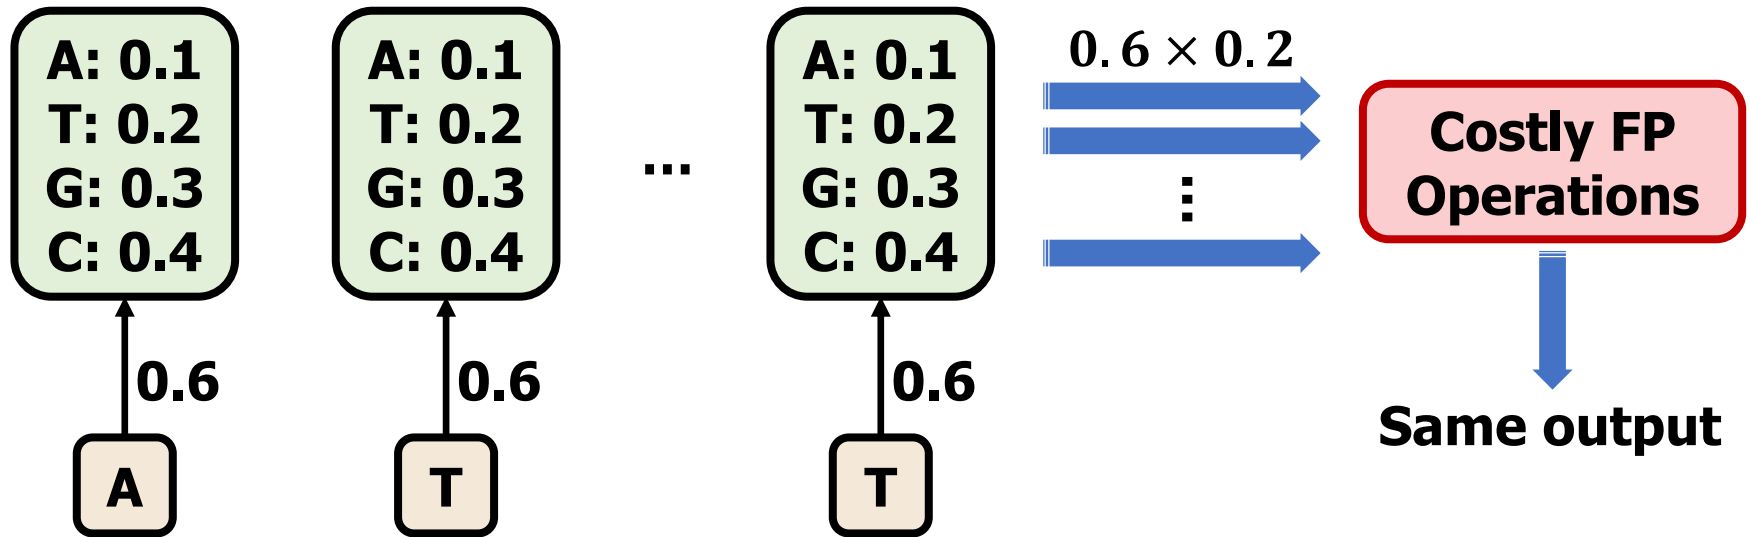 A: 0.1
T: 0.2
G: 0.3
C: 0.4
0.6
A
A: 0.1
T: 0.2
G: 0.3
C: 0.4
0.6
T
...
A: 0.1
T: 0.2
G: 0.3
C: 0.4
0.6
T
0.6 × 0.2
⋮
Costly FP
Operations
Same output